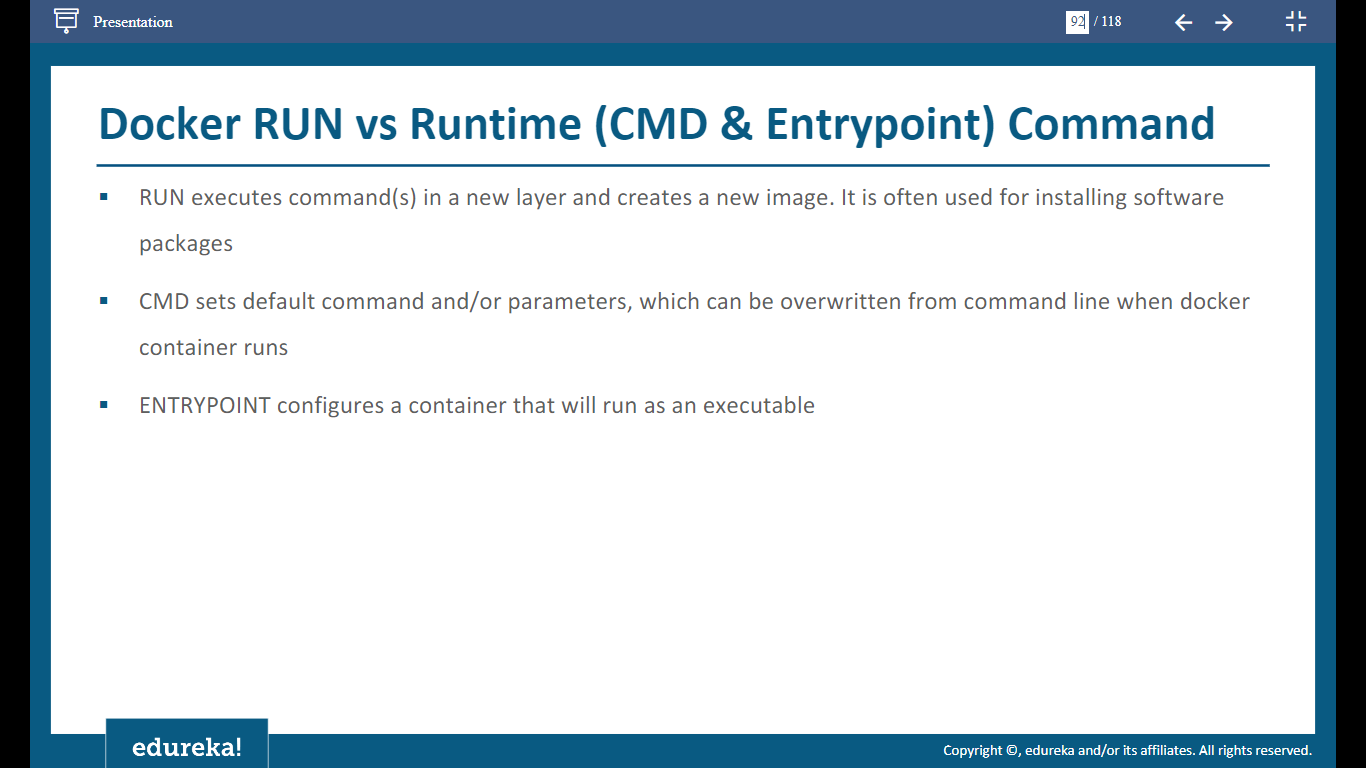 Presentation
92 / 118
Docker RUN vs Runtime (CMD & Entrypoint) Command
▪ RUN executes command(s) in a new layer and creates a new image. It is often used for installing software
packages
▪ CMD sets default command and/or parameters, which can be overwritten from command line when docker
container runs
▪ ENTRYPOINT configures a container that will run as an executable
edureka!
Copyright ©, edureka and/or its affiliates. All rights reserved.